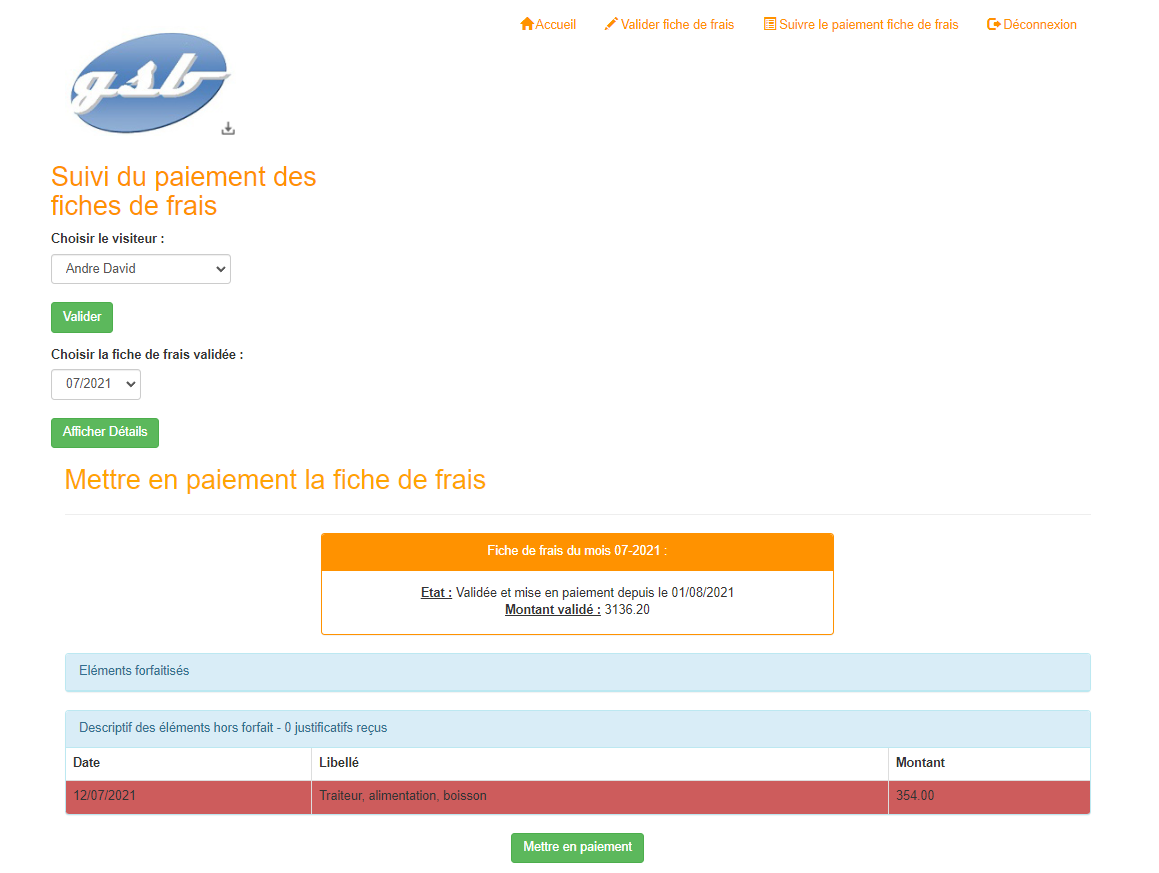 Accueil Valider fiche de frais Suivre le paiement fiche de frais Déconnexion
gsb
Suivi du paiement des
fiches de frais
Choisir le visiteur :
Andre David
Valider
Choisir la fiche de frais validée :
07/2021
Afficher Détails
Mettre en paiement la fiche de frais
Fiche de frais du mois 07-2021 :
Etat : Validée et mise en paiement depuis le 01/08/2021
Montant validé : 3136.20
Eléments forfaitisés
Descriptif des éléments hors forfait - 0 justificatifs reçus
Date Libellé Montant
12/07/2021 Traiteur, alimentation, boisson 354.00
Mettre en paiement